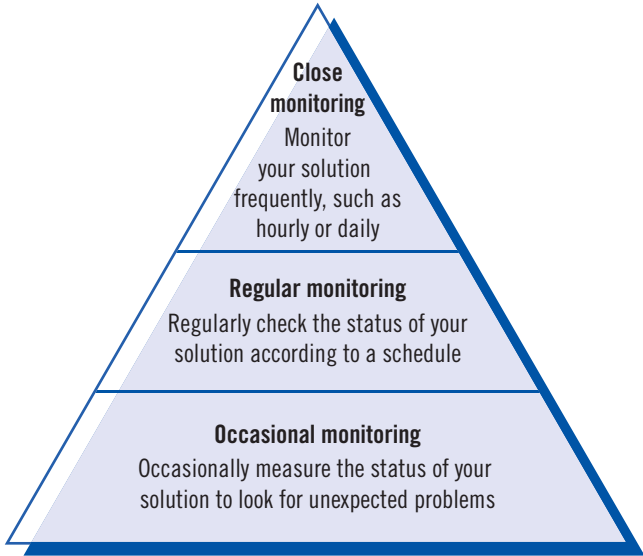 Close
monitoring
Monitor
your solution
frequently, such as
hourly or daily
Regular monitoring
Regularly check the status of your
solution according to a schedule
Occasional monitoring
Occasionally measure the status of your
solution to look for unexpected problems